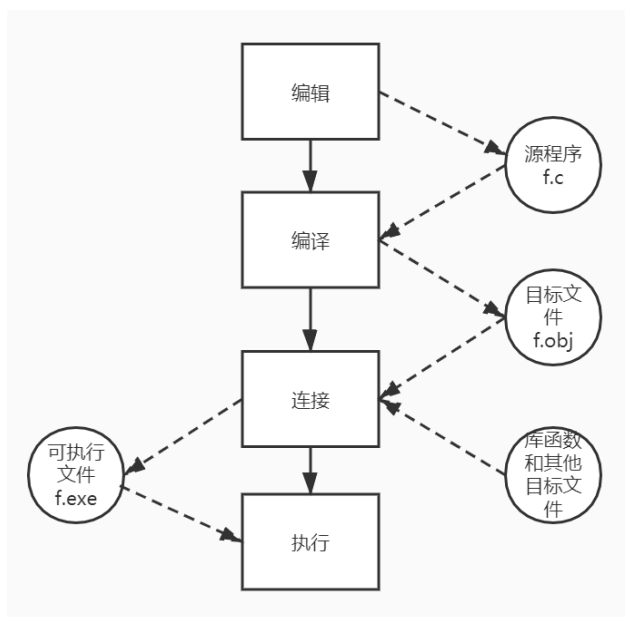 编辑
源程序
f.c
编译
目标文
件
f.obj
连接
库函数
和其他
目标文
件
可执行
文件
f.exe
执行